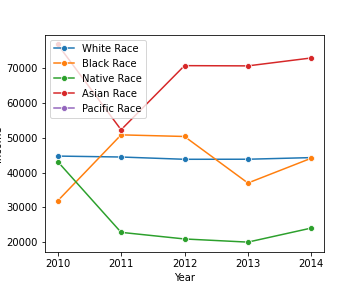 White Race
Black Race
Native Race
Asian Race
Pacific Race
70000
60000
50000
40000
30000
20000
2010 2011 2012 2013 2014
Year